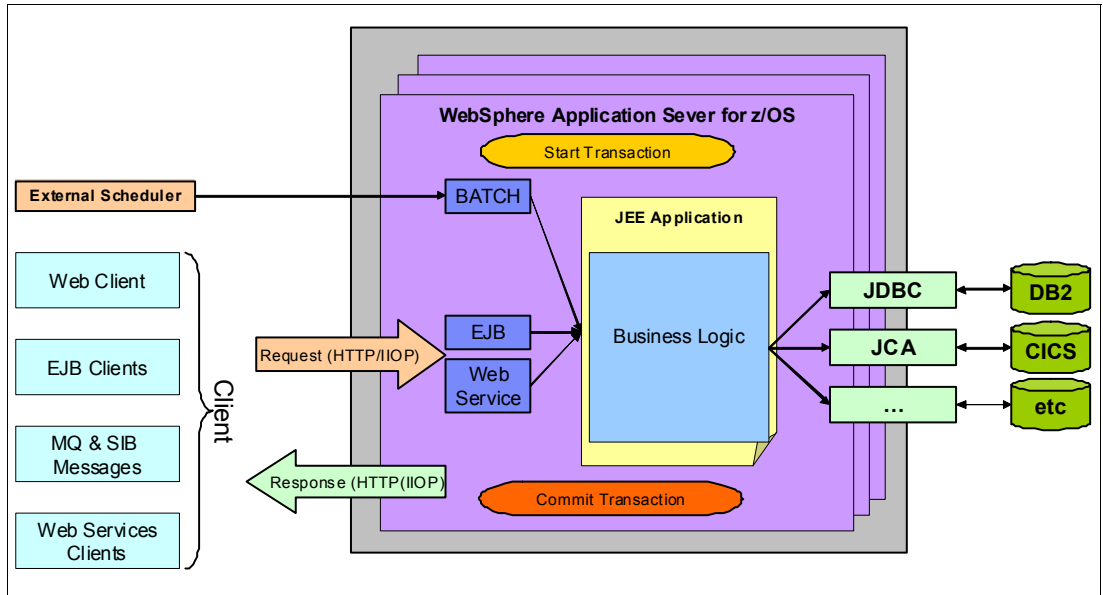 WebSphere Application Sever for z/OS
Start Transaction
External Scheduler
BATCH
JEE Application
Web Client
EJB Clients
MQ & SIB
Messages
Web Services
Clients
Client
Request (HTTP/IIOP)
EJB
Web
Service
Business Logic
JDBC
DB2
JCA
CICS
...
etc
Response (HTTP(IIOP)
Commit Transaction